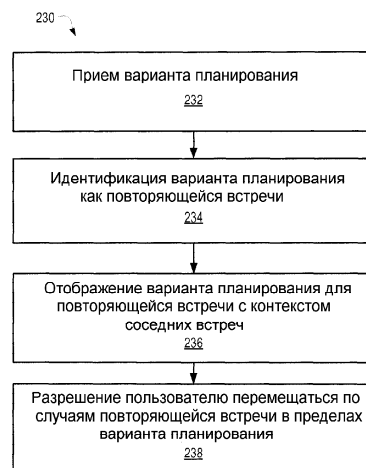 230
Прием варианта планирования
232
Идентификация варианта планирования
как повторяющейся встречи
234
Отображение варианта планирования для
повторяющейся встречи с контекстом
соседних встреч
236
Разрешение пользователю перемещаться по
случаям повторяющейся встречи в пределах
варианта планирования
238